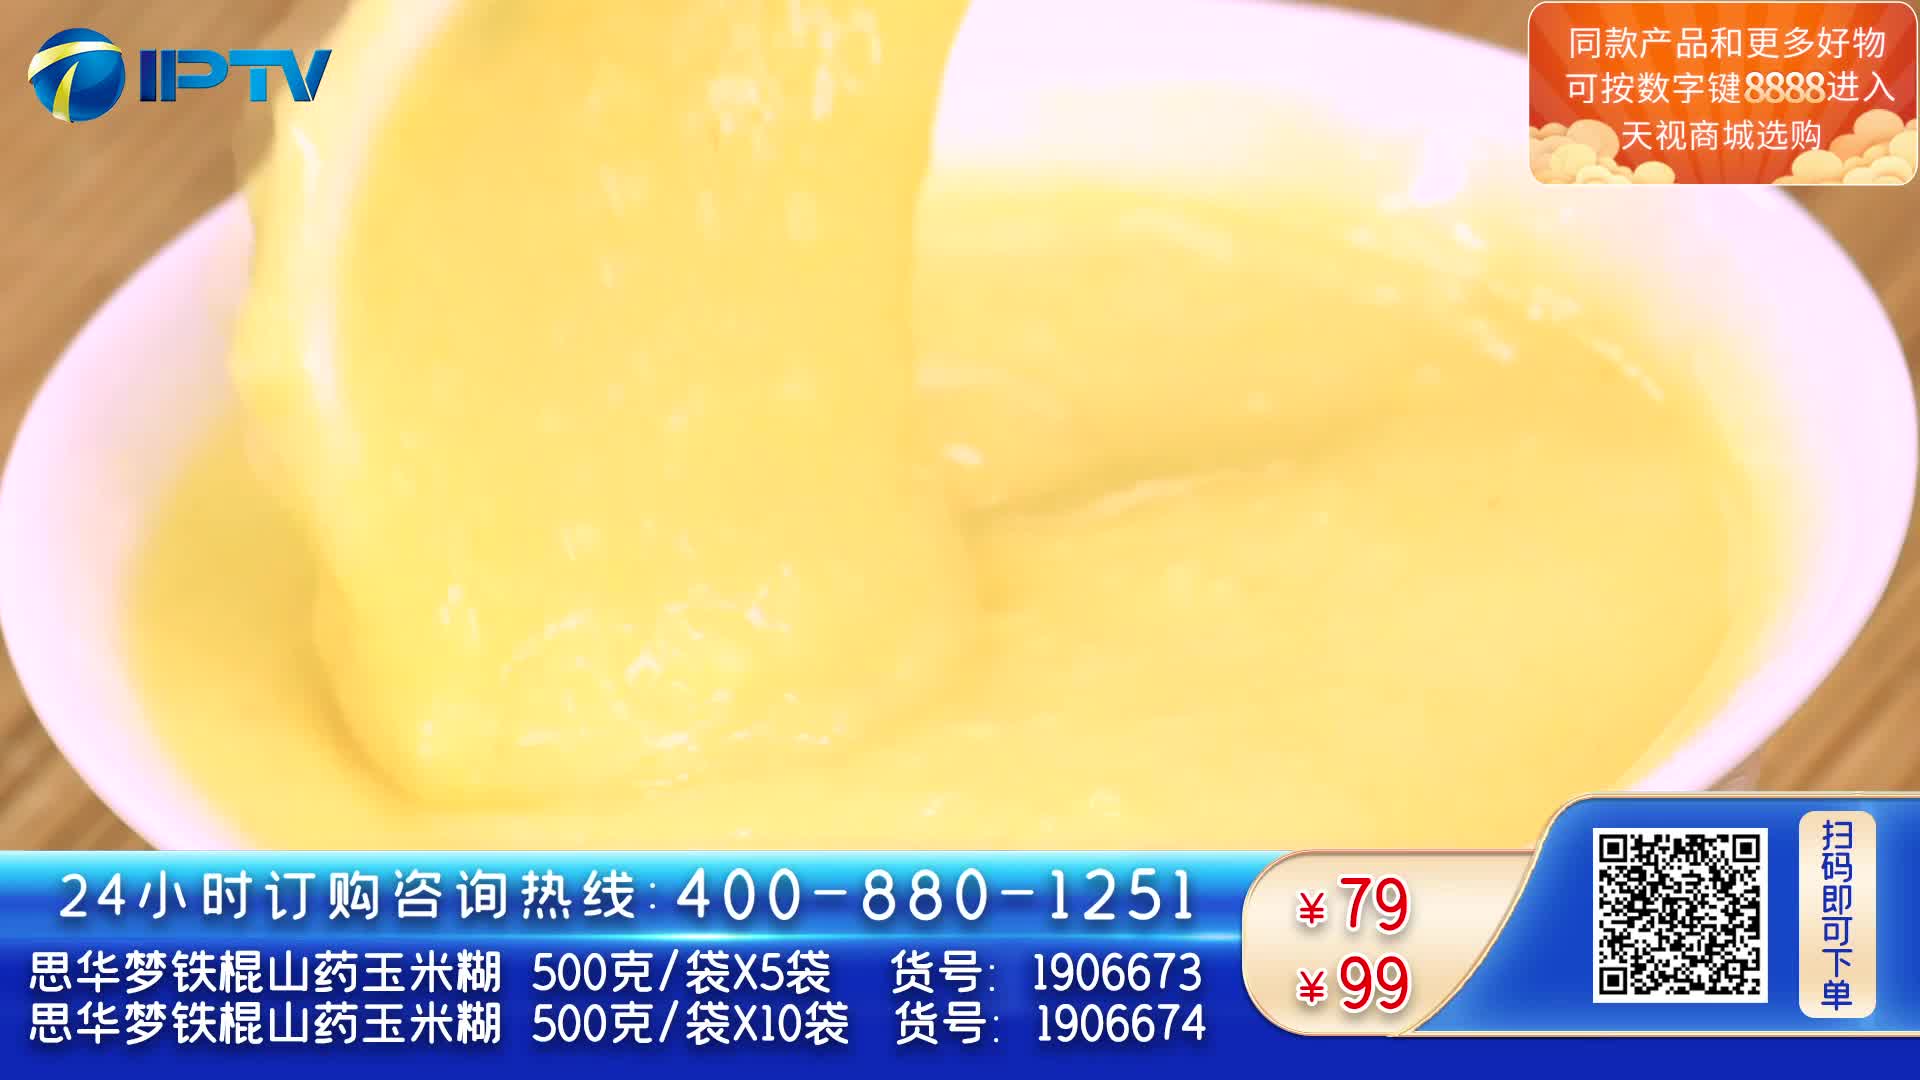 IPTV
同款产品和更多好物
可按数字键8888进入
天视商城选购
24小时订购咨询热线:400-880-1251
思华梦铁棍山药玉米糊 500克/袋X5袋 货号: 1906673
思华梦铁棍山药玉米糊 500克/袋X10袋 货号: 1906674
¥79
¥99
扫码即可下单